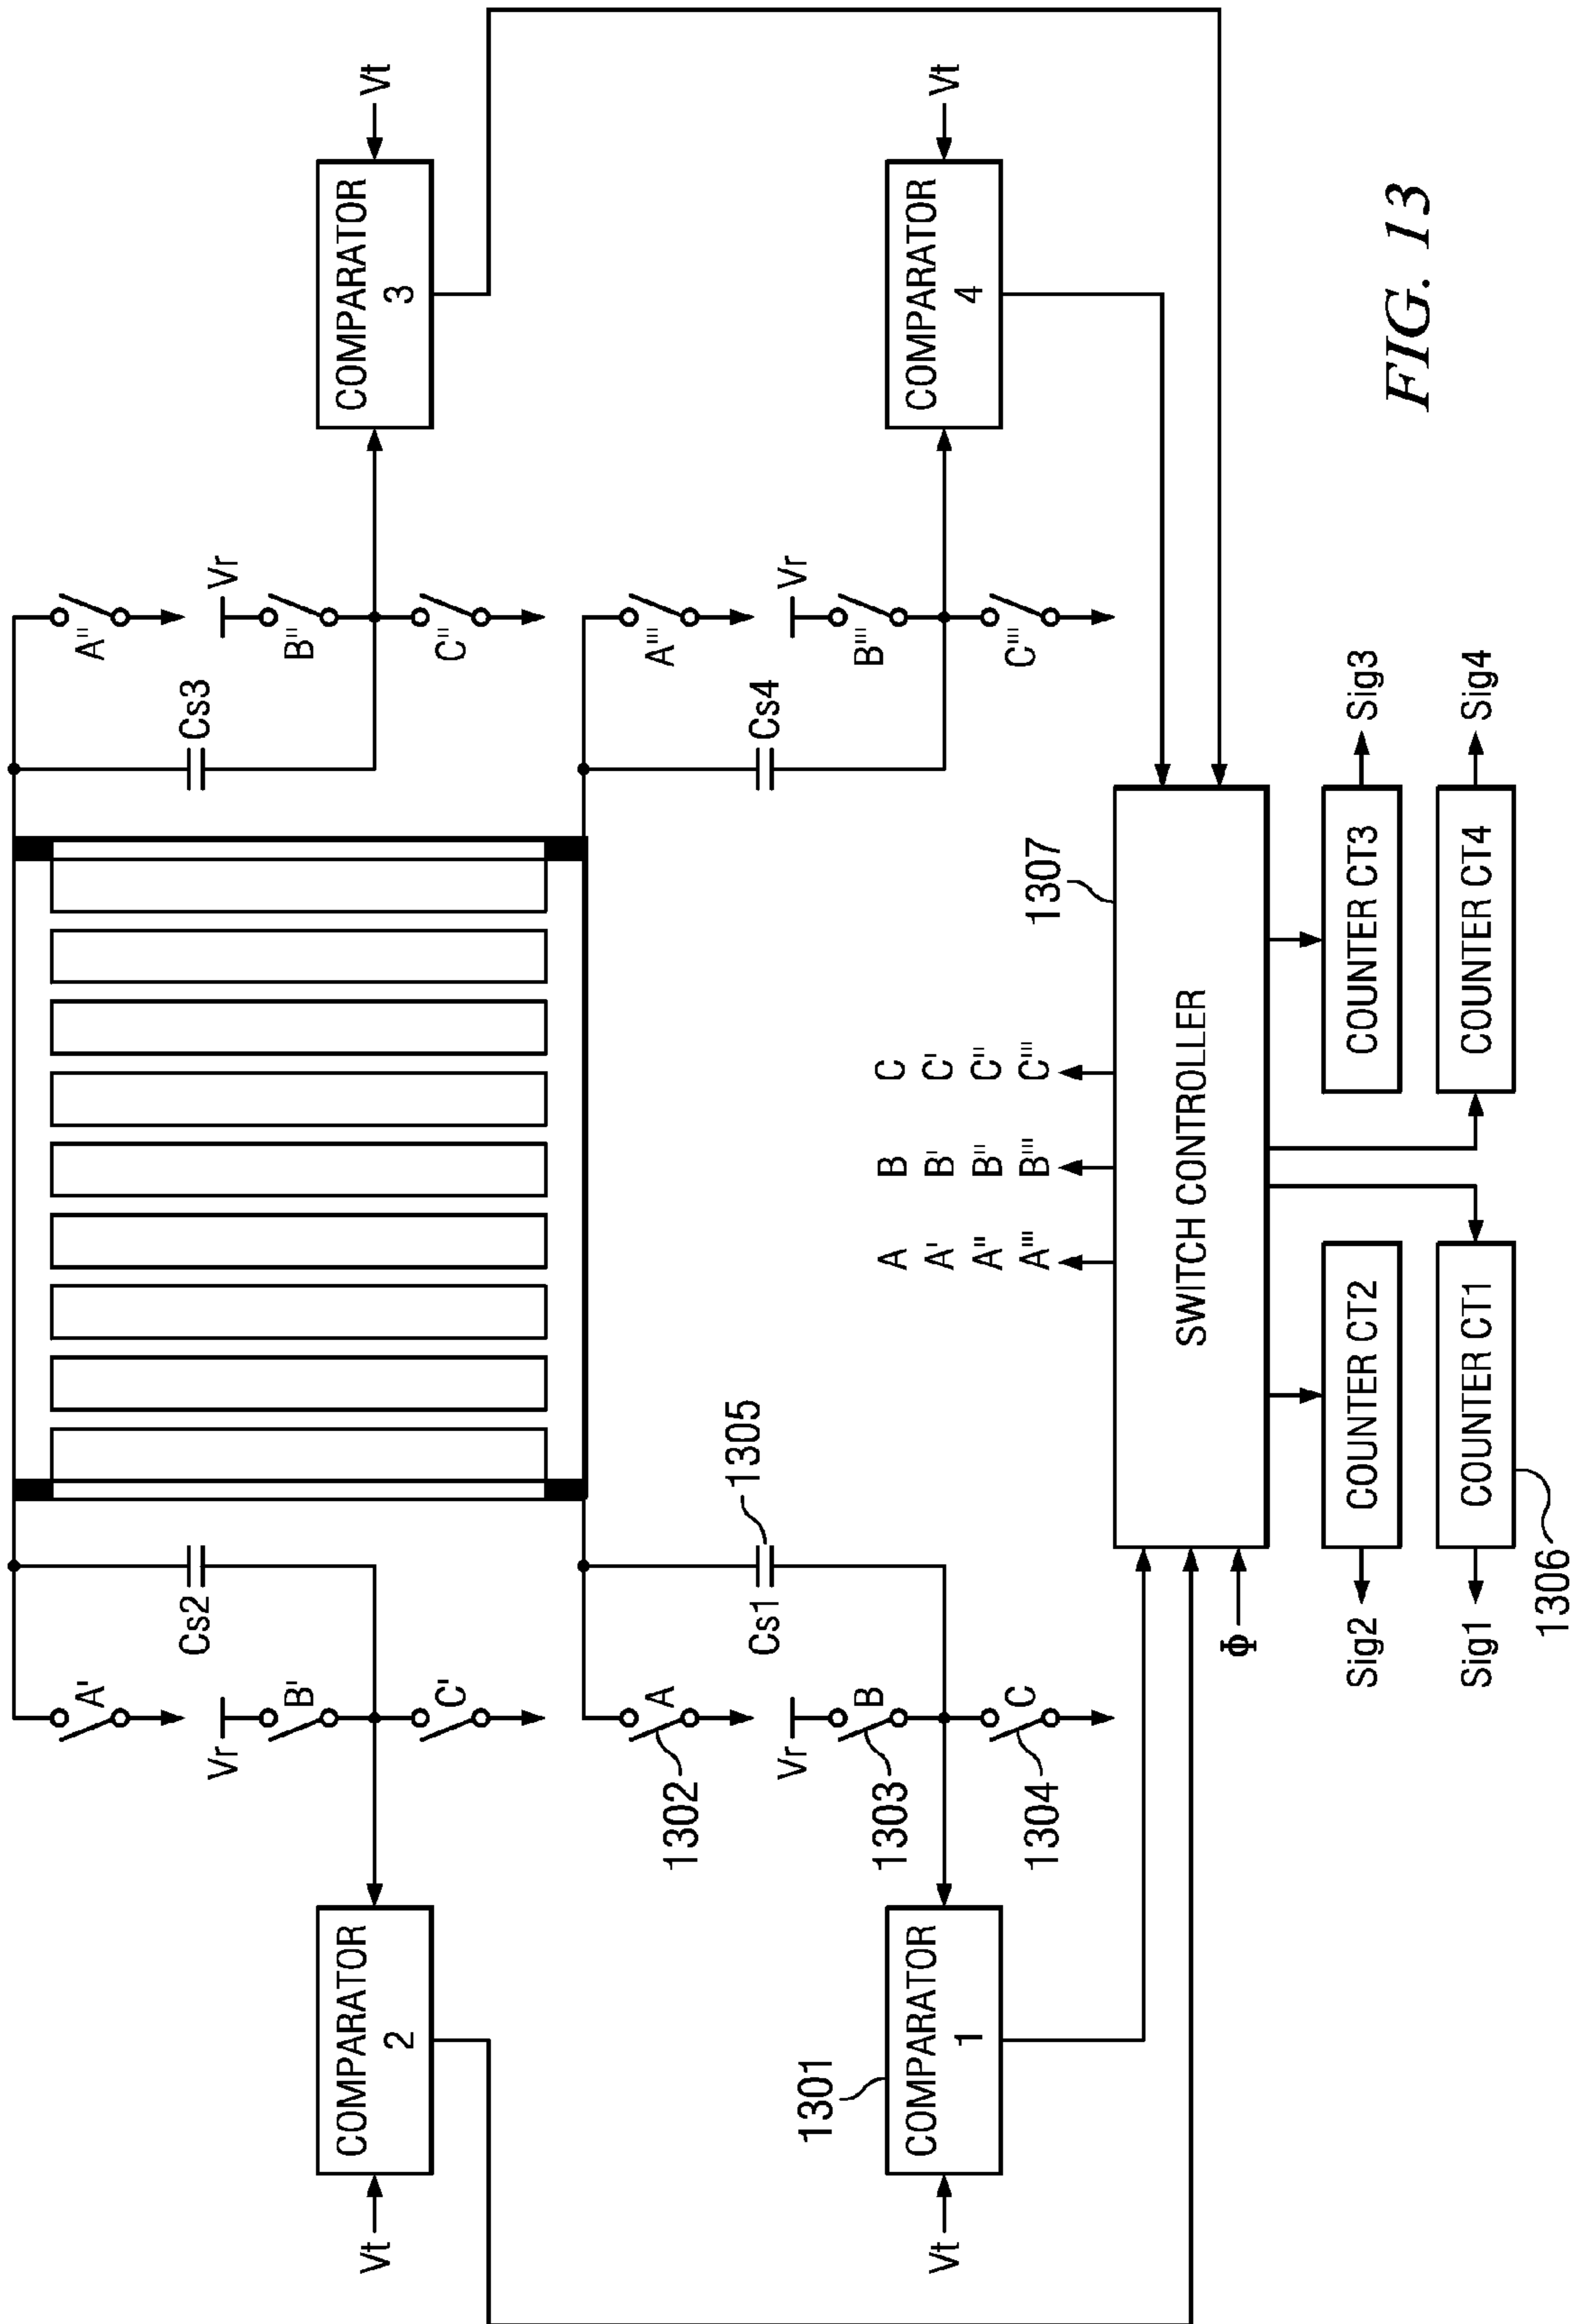 A'
Cs2
Vr
B'
C'
COMPARATOR
2
Vt
A''
Cs3
Vr
B''
C''
COMPARATOR
3
Vt
A
1302
Cs1
1305
Vr
B
1303
C
1304
1301
COMPARATOR
1
Vt
A'''
Cs4
Vr
B'''
C'''
COMPARATOR
4
Vt
A B C
A' B' C'
A'' B'' C''
A''' B''' C'''
1307
SWITCH CONTROLLER
Φ
Sig2
COUNTER CT2
COUNTER CT3
Sig3
Sig1
COUNTER CT1
COUNTER CT4
Sig4
1306
FIG. 13